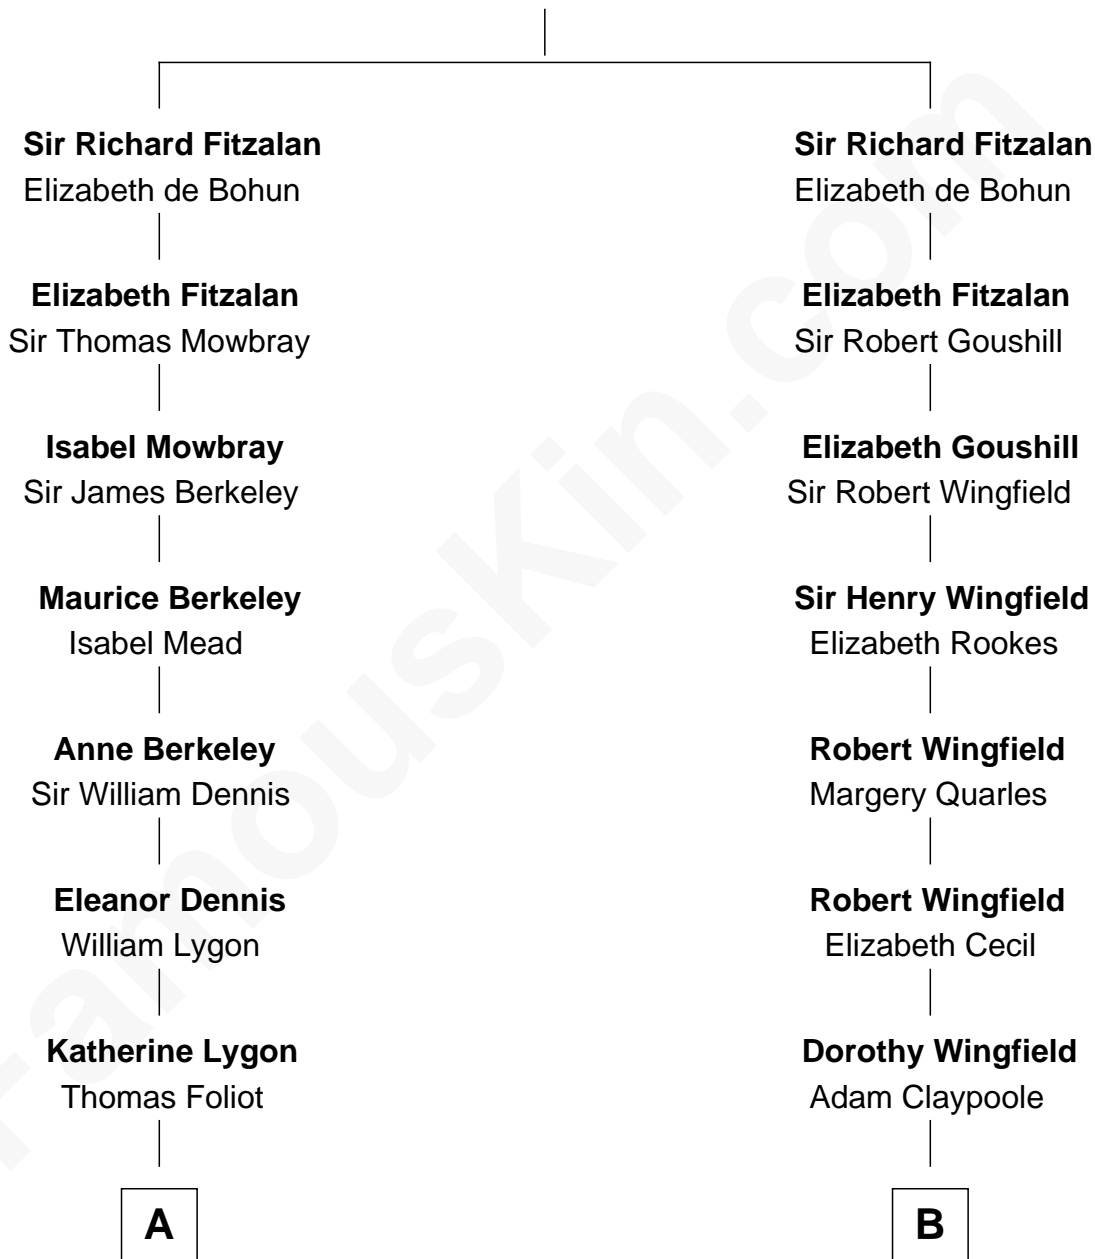 Sir Richard Fitzalan
Elizabeth de Bohun
Elizabeth Fitzalan
Sir Thomas Mowbray
Isabel Mowbray
Sir James Berkeley
Maurice Berkeley
Isabel Mead
Anne Berkeley
Sir William Dennis
Eleanor Dennis
William Lygon
Katherine Lygon
Thomas Foliot
A
Sir Richard Fitzalan
Elizabeth de Bohun
Elizabeth Fitzalan
Sir Robert Goushill
Elizabeth Goushill
Sir Robert Wingfield
Sir Henry Wingfield
Elizabeth Rookes
Robert Wingfield
Margery Quarles
Robert Wingfield
Elizabeth Cecil
Dorothy Wingfield
Adam Claypoole
B
FamousKin.com